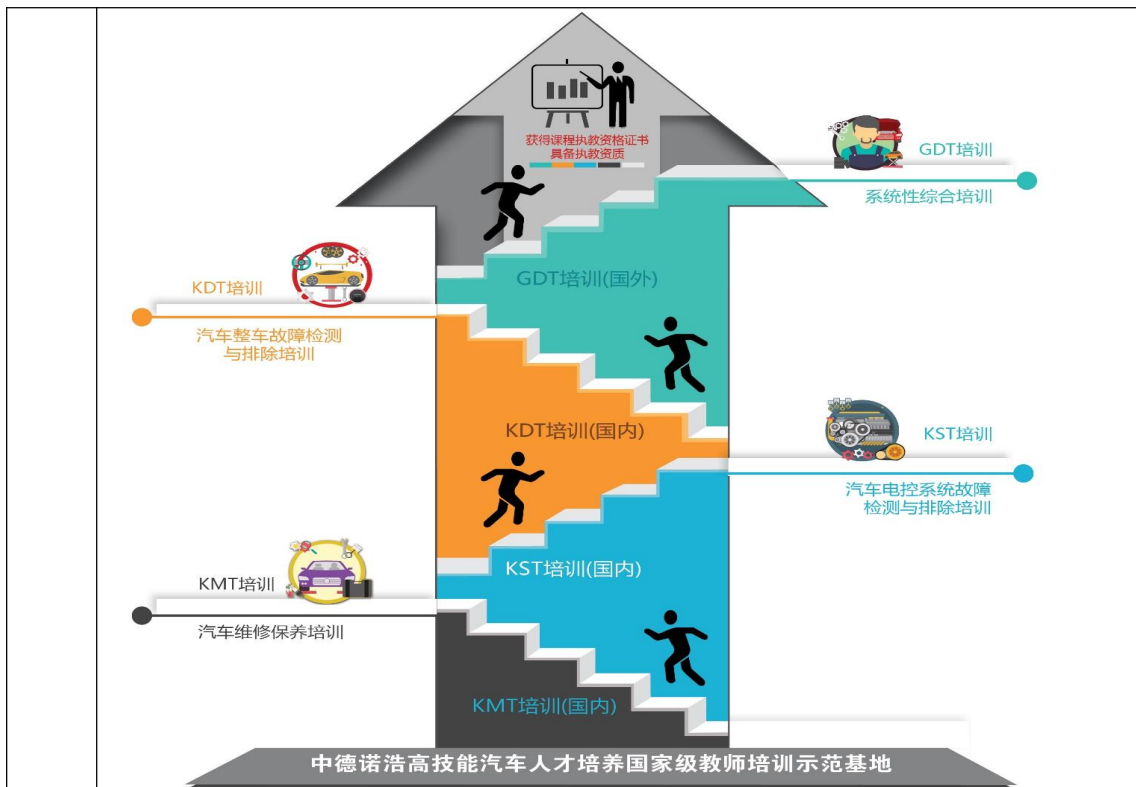 获得课程执教资格证书
具备执教资质
GDT培训
系统性综合培训
GDT培训(国外)
KDT培训
汽车整车故障检测
与排除培训
KDT培训(国内)
KST培训
汽车电控系统故障
检测与排除培训
KST培训(国内)
KMT培训
汽车维修保养培训
KMT培训(国内)
中德诺浩高技能汽车人才培养国家级教师培训示范基地